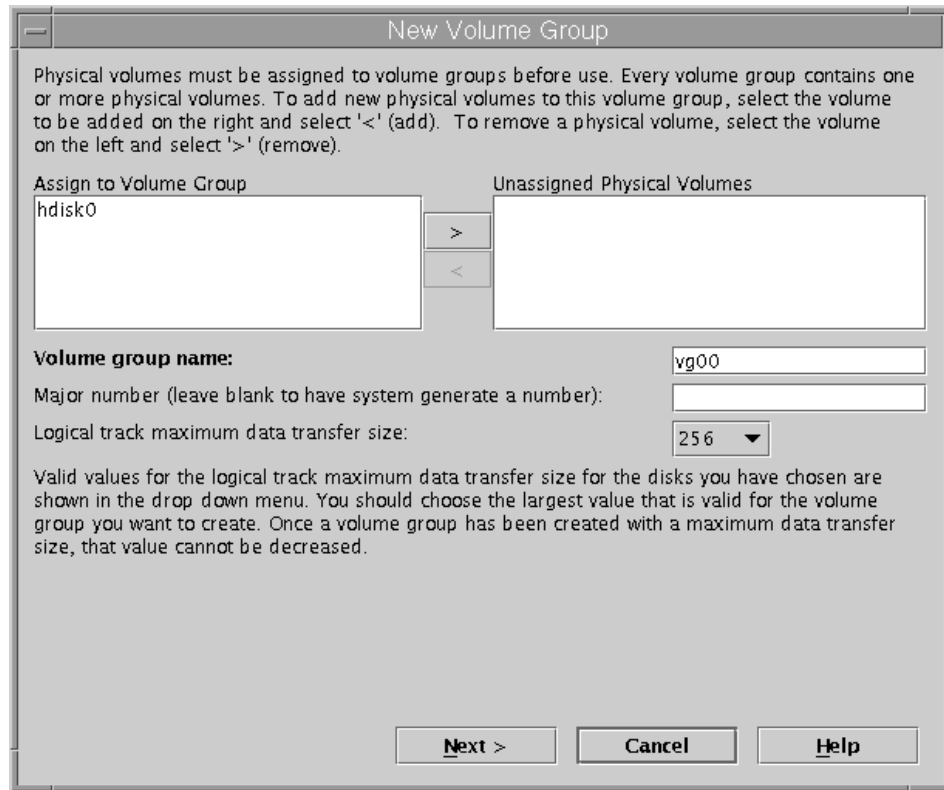 New Volume Group
Physical volumes must be assigned to volume groups before use. Every volume group contains one
or more physical volumes. To add new physical volumes to this volume group, select the volume
to be added on the right and select '<' (add).  To remove a physical volume, select the volume
on the left and select '>' (remove).
Assign to Volume Group
Unassigned Physical Volumes
hdisk0
>
<
Volume group name:
vg00
Major number (leave blank to have system generate a number):
Logical track maximum data transfer size:
256
Valid values for the logical track maximum data transfer size for the disks you have chosen are
shown in the drop down menu. You should choose the largest value that is valid for the volume
group you want to create. Once a volume group has been created with a maximum data transfer
size, that value cannot be decreased.
Next >
Cancel
Help